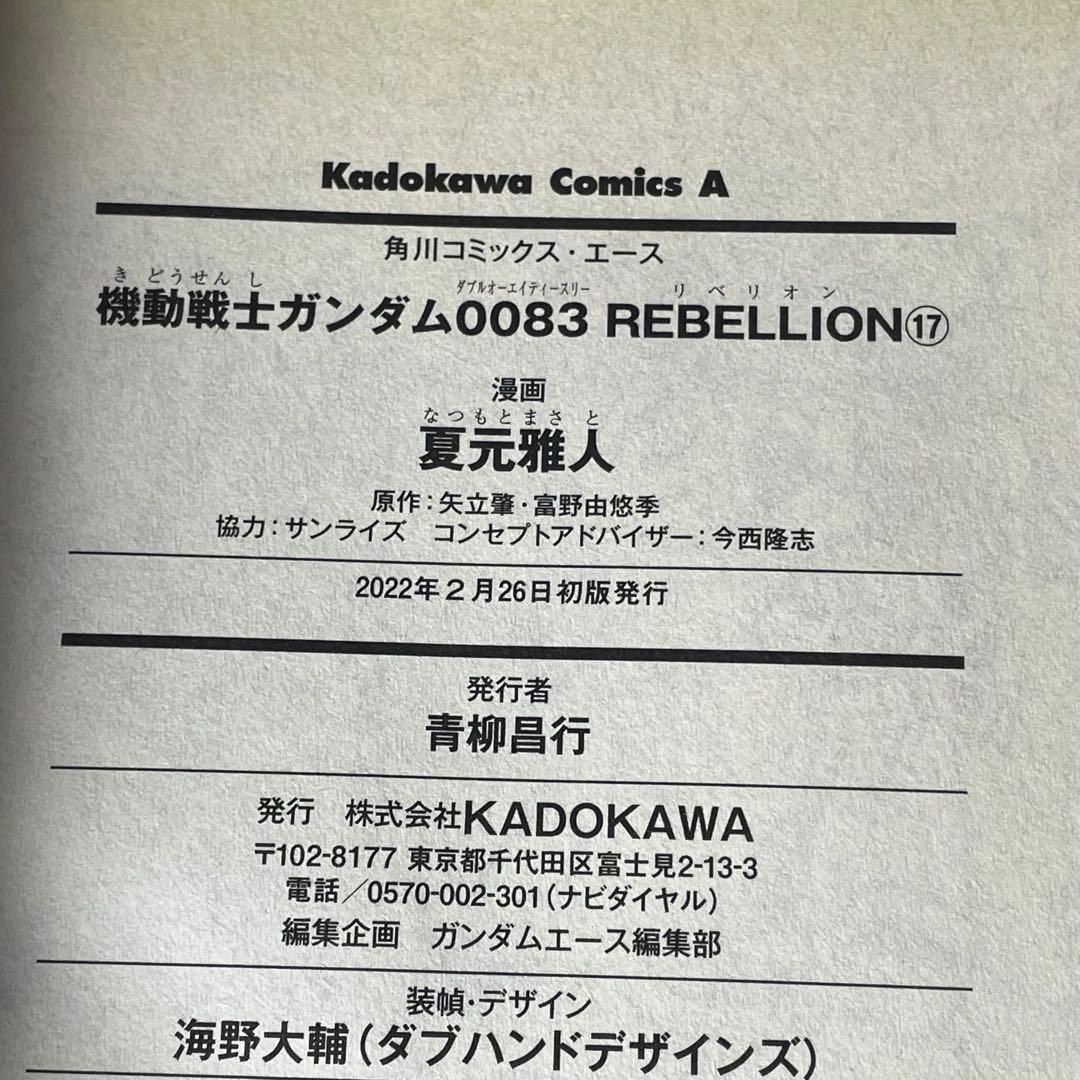 Kadokawa Comics A
角川コミックス・エース
き どうせん し ダブルオーエイティースリー リベリオン
機動戦士ガンダム0083 REBELLION⑰
漫画
なつもとまさと
夏元雅人
原作：矢立肇・富野由悠季
協力：サンライズ　コンセプトアドバイザー：今西隆志
2022年２月26日初版発行
発行者
青柳昌行
発行　株式会社KADOKAWA
〒102-8177 東京都千代田区富士見2-13-3
電話／0570-002-301（ナビダイヤル）
編集企画　ガンダムエース編集部
装幀・デザイン
海野大輔（ダブハンドデザインズ）